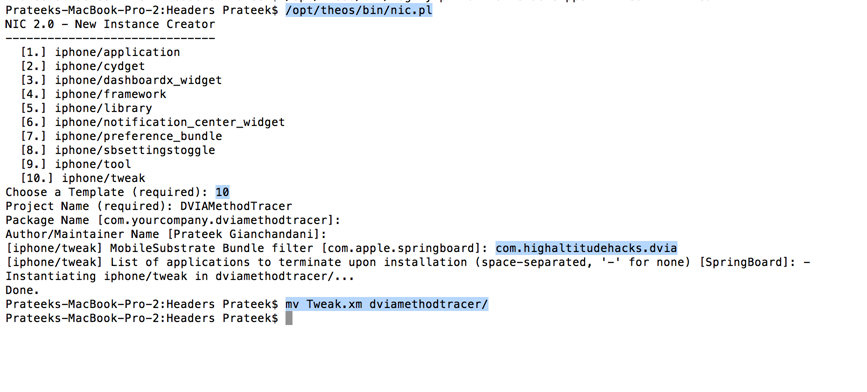 Prateeks-MacBook-Pro-2:Headers Prateek$ /opt/theos/bin/nic.pl
NIC 2.0 - New Instance Creator
------------------------------
  [1.] iphone/application
  [2.] iphone/cydget
  [3.] iphone/dashboardx_widget
  [4.] iphone/framework
  [5.] iphone/library
  [6.] iphone/notification_center_widget
  [7.] iphone/preference_bundle
  [8.] iphone/sbsettingstoggle
  [9.] iphone/tool
  [10.] iphone/tweak
Choose a Template (required): 10
Project Name (required): DVIAMethodTracer
Package Name [com.yourcompany.dviamethodtracer]:
Author/Maintainer Name [Prateek Gianchandani]:
[iphone/tweak] MobileSubstrate Bundle filter [com.apple.springboard]: com.highaltitudehacks.dvia
[iphone/tweak] List of applications to terminate upon installation (space-separated, '-' for none) [SpringBoard]: -
Instantiating iphone/tweak in dviamethodtracer/...
Done.
Prateeks-MacBook-Pro-2:Headers Prateek$ mv Tweak.xm dviamethodtracer/
Prateeks-MacBook-Pro-2:Headers Prateek$